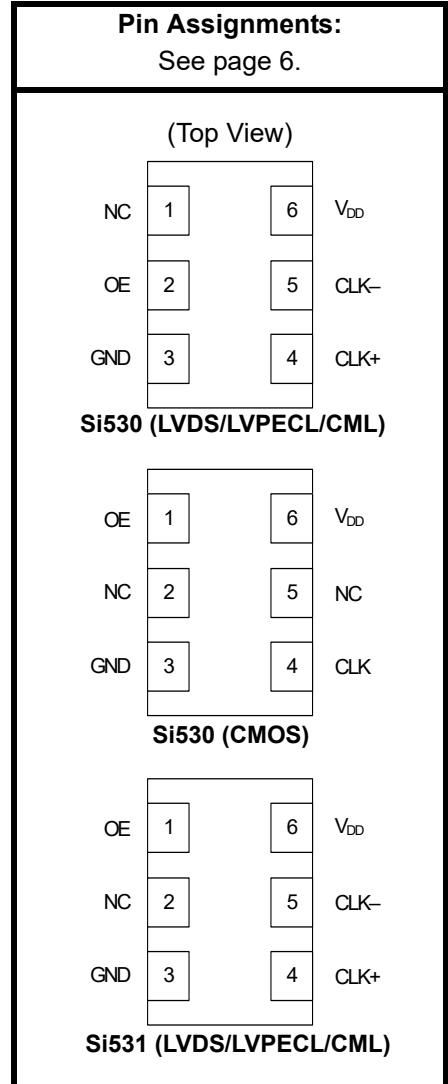 Pin Assignments:
See page 6.
(Top View)
NC 1 6 VDD
OE 2 5 CLK–
GND 3 4 CLK+
Si530 (LVDS/LVPECL/CML)
OE 1 6 VDD
NC 2 5 NC
GND 3 4 CLK
Si530 (CMOS)
OE 1 6 VDD
NC 2 5 CLK–
GND 3 4 CLK+
Si531 (LVDS/LVPECL/CML)